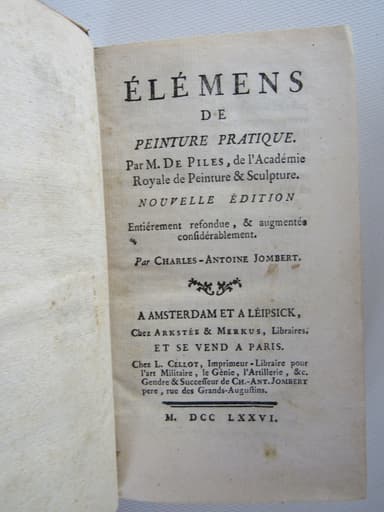 ÉLÉMENS
DE
PEINTURE PRATIQUE.
Par M. DE PILES, de l'Académie
Royale de Peinture & Sculpture.
NOUVELLE ÉDITION
Entiérement refondue, & augmentée
considérablement.
Par CHARLES-ANTOINE JOMBERT.
A AMSTERDAM ET A LÉIPSICK,
Chez ARKSTÉE & MERKUS, Libraires.
ET SE VEND A PARIS.
Chez L. CELLOT, Imprimeur-Libraire pour
l'art Militaire, le Génie, l'Artillerie, &c.
Gendre & Successeur de CH-ANT. JOMBERT
pere, rue des Grands-Augustins.
M. DCC LXXVI.